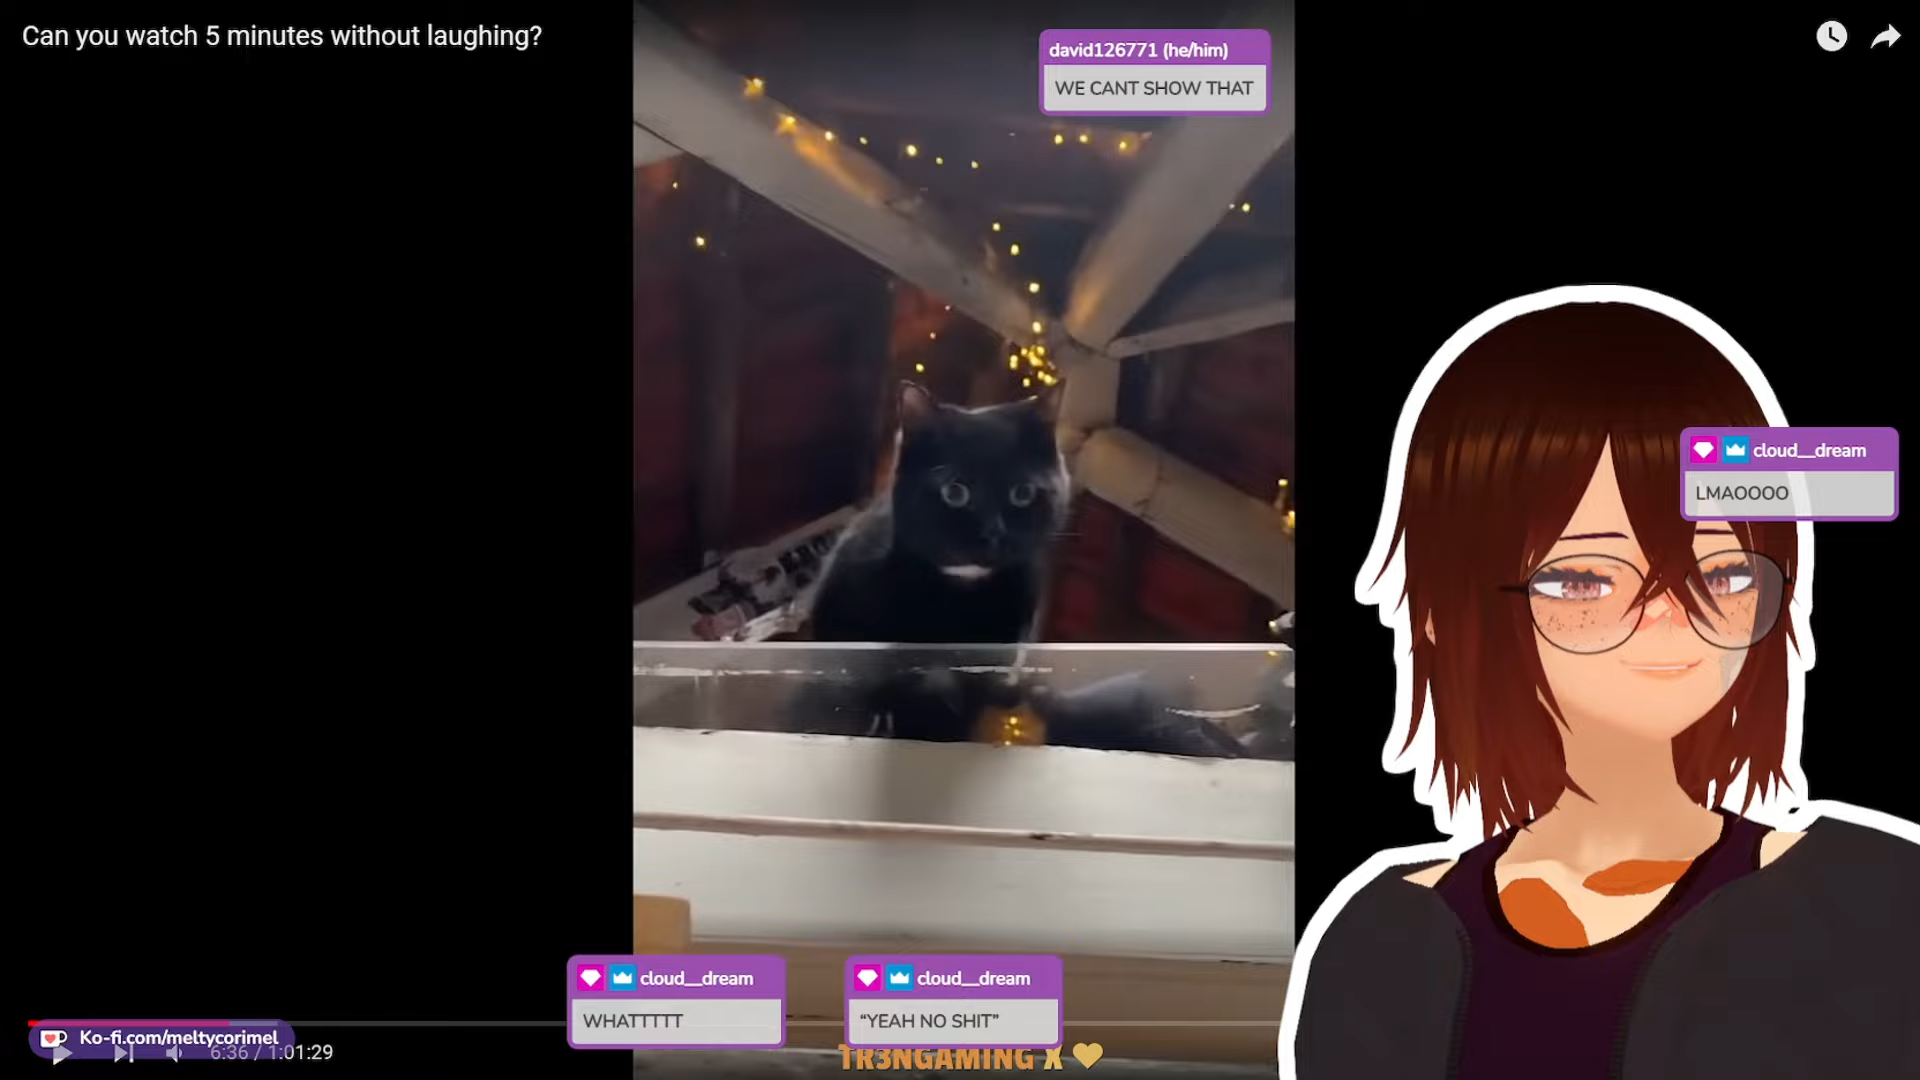 Can you watch 5 minutes without laughing?
david126771 (he/him)
WE CANT SHOW THAT
cloud__dream
LMAOOOO
cloud__dream
WHATTTTT
cloud__dream
“YEAH NO SHIT”
Ko-fi.com/meltycorimel
6:36 / 1:01:29
TR3NGAMING X